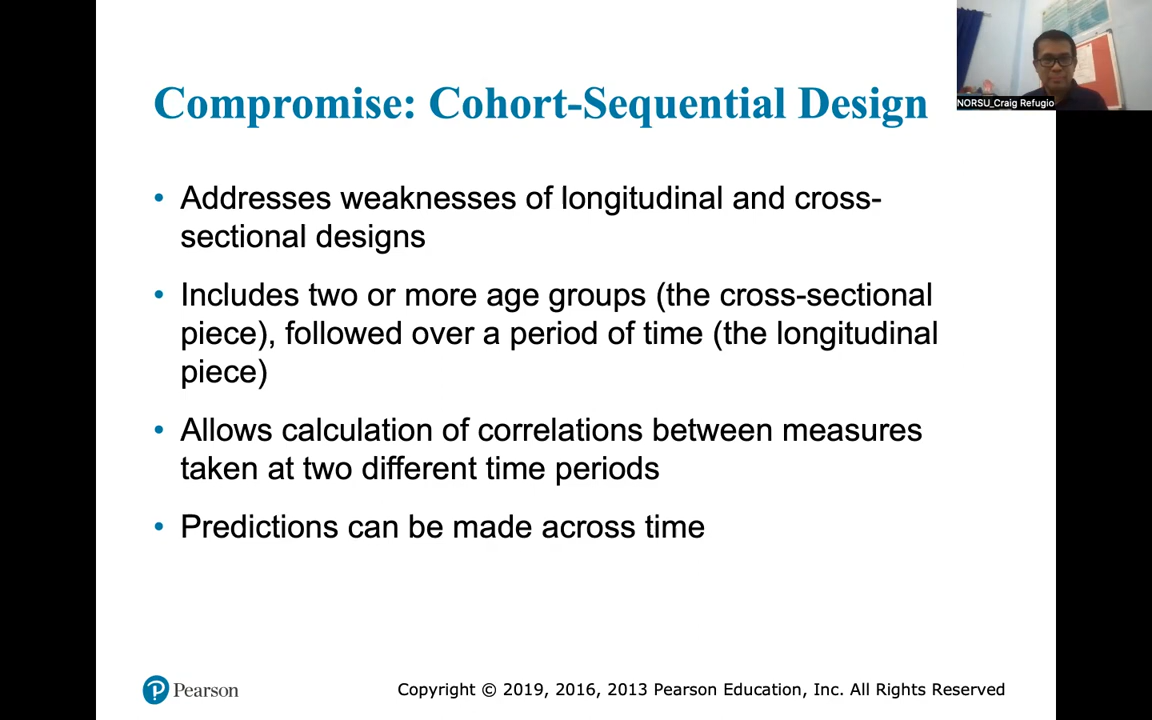 NORSU_Craig Refugio
Compromise: Cohort-Sequential Design
• Addresses weaknesses of longitudinal and cross-
sectional designs
• Includes two or more age groups (the cross-sectional
piece), followed over a period of time (the longitudinal
piece)
• Allows calculation of correlations between measures
taken at two different time periods
• Predictions can be made across time
P Pearson
Copyright © 2019, 2016, 2013 Pearson Education, Inc. All Rights Reserved